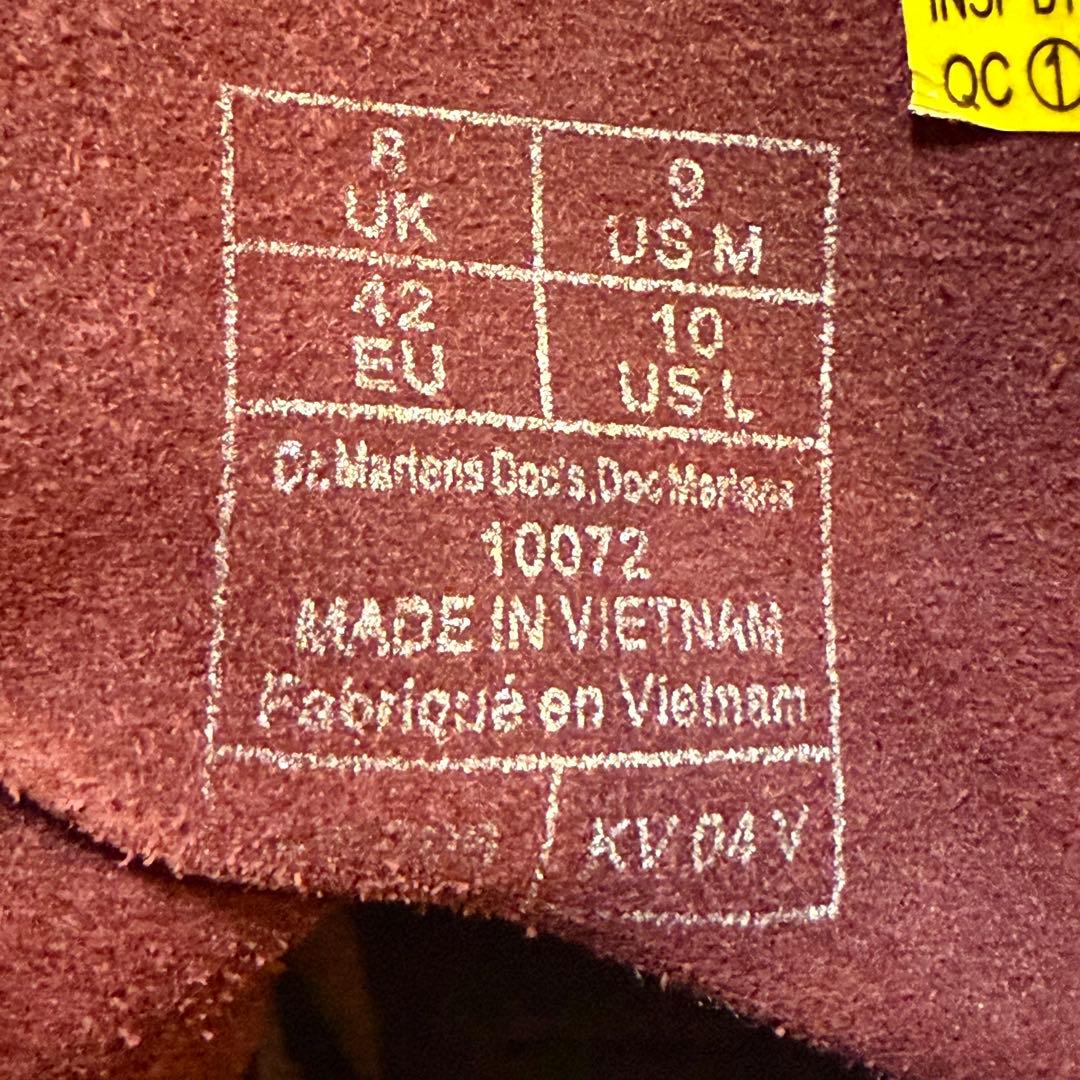 QC ①
8
UK
9
US M
42
EU
10
US L
Dr. Martens Doc's, Doc Martens
10072
MADE IN VIETNAM
Fabriqué en Vietnam
KV 04 V